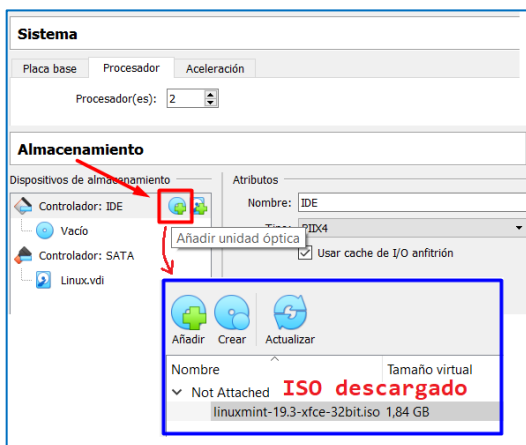 Sistema
Placa base Procesador Aceleración
Procesador(es): 2
Almacenamiento
Dispositivos de almacenamiento Atributos
Controlador: IDE Nombre: IDE
Vacío PIIX4
Añadir unidad óptica
Controlador: SATA Usar cache de I/O anfitrión
Linux.vdi
Añadir Crear Actualizar
Nombre Tamaño virtual
Not Attached ISO descargado
linuxmint-19.3-xfce-32bit.iso 1,84 GB